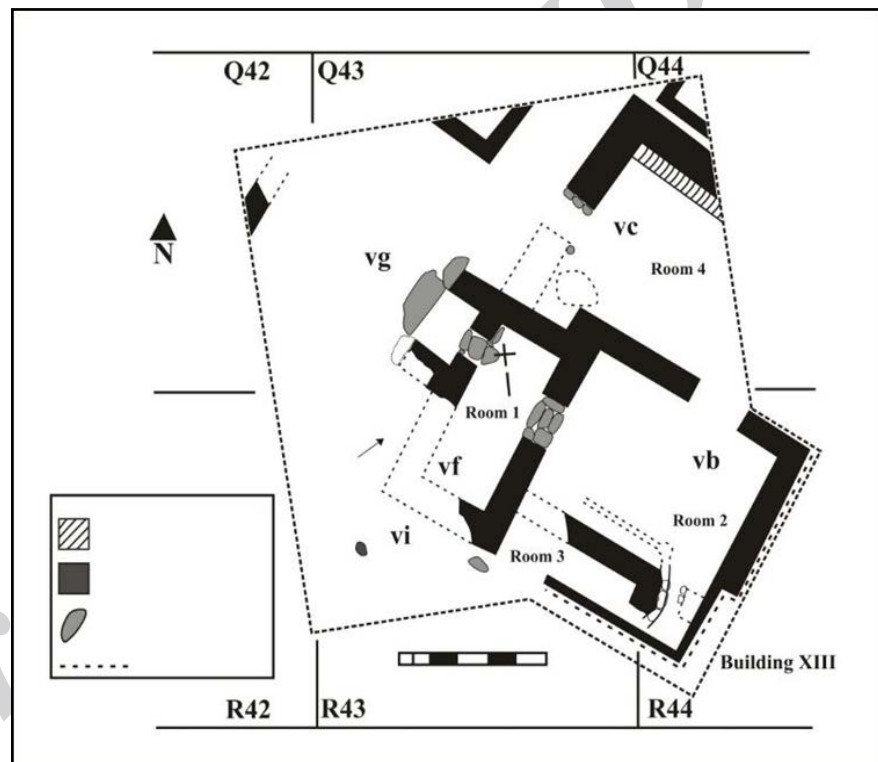 Q42 Q43 Q44
vc
vg
Room 4
N
Room 1
vb
vf
Room 2
vi
Room 3
Building XIII
R42 R43 R44